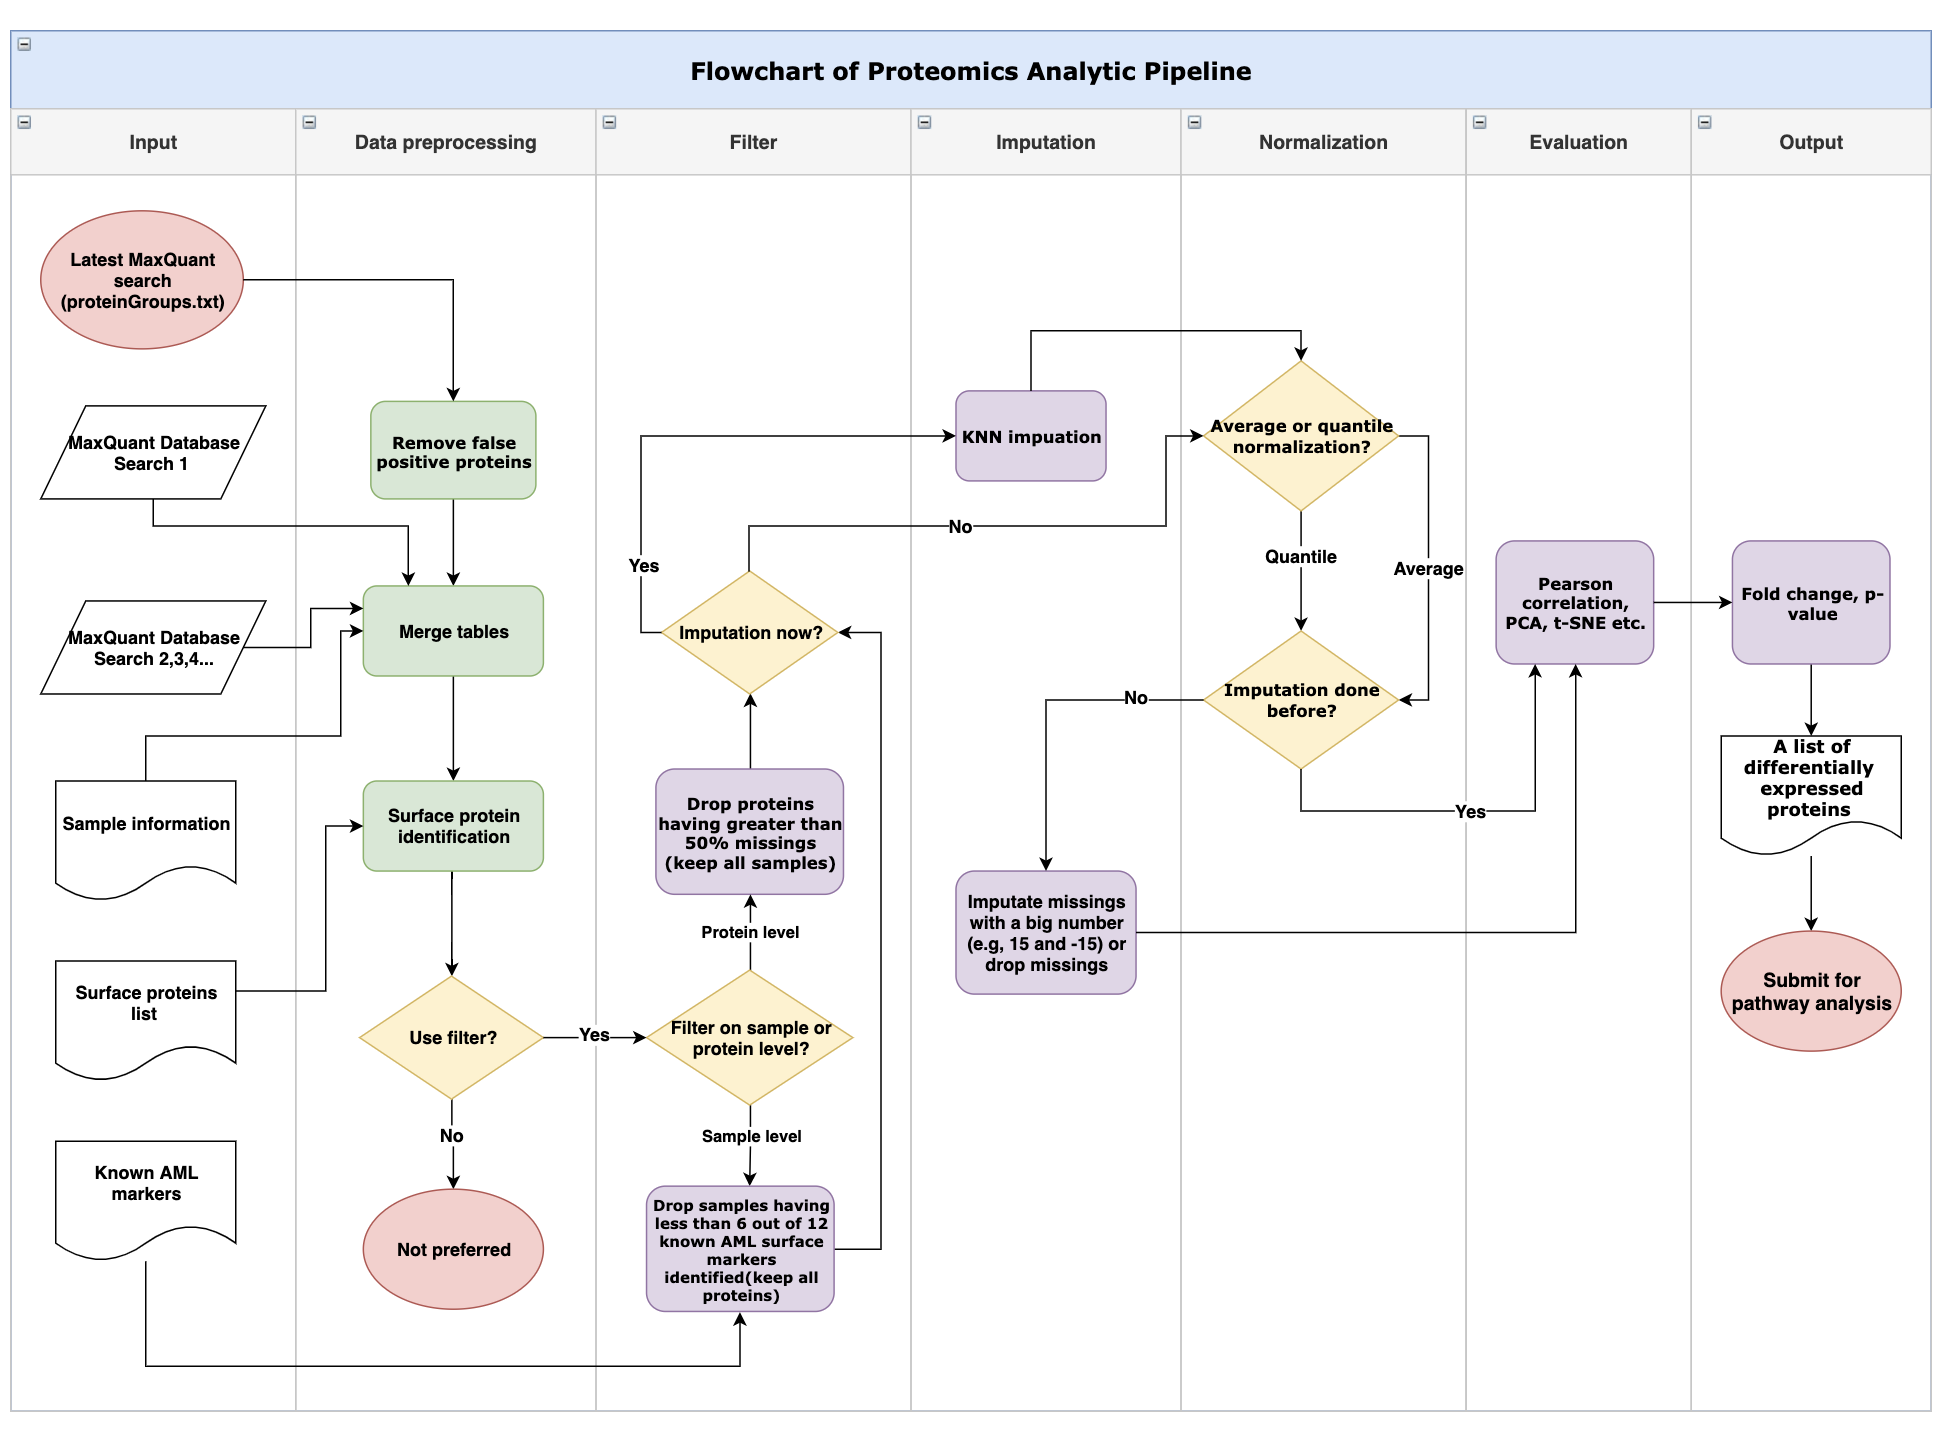 Flowchart of Proteomics Analytic Pipeline
Input
Data preprocessing
Filter
Imputation
Normalization
Evaluation
Output
Latest MaxQuant
search
(proteinGroups.txt)
MaxQuant Database
Search 1
MaxQuant Database
Search 2,3,4...
Sample information
Surface proteins
list
Known AML
markers
Remove false
positive proteins
Merge tables
Surface protein
identification
Use filter?
Yes
No
Not preferred
Yes
No
Imputation now?
Drop proteins
having greater than
50% missings
(keep all samples)
Protein level
Filter on sample or
protein level?
Sample level
Drop samples having
less than 6 out of 12
known AML surface
markers
identified(keep all
proteins)
KNN impuation
No
Imputate missings
with a big number
(e.g, 15 and -15) or
drop missings
Average or quantile
normalization?
Quantile
Average
Imputation done
before?
Yes
Pearson
correlation,
PCA, t-SNE etc.
Fold change, p-
value
A list of
differentially
expressed
proteins
Submit for
pathway analysis